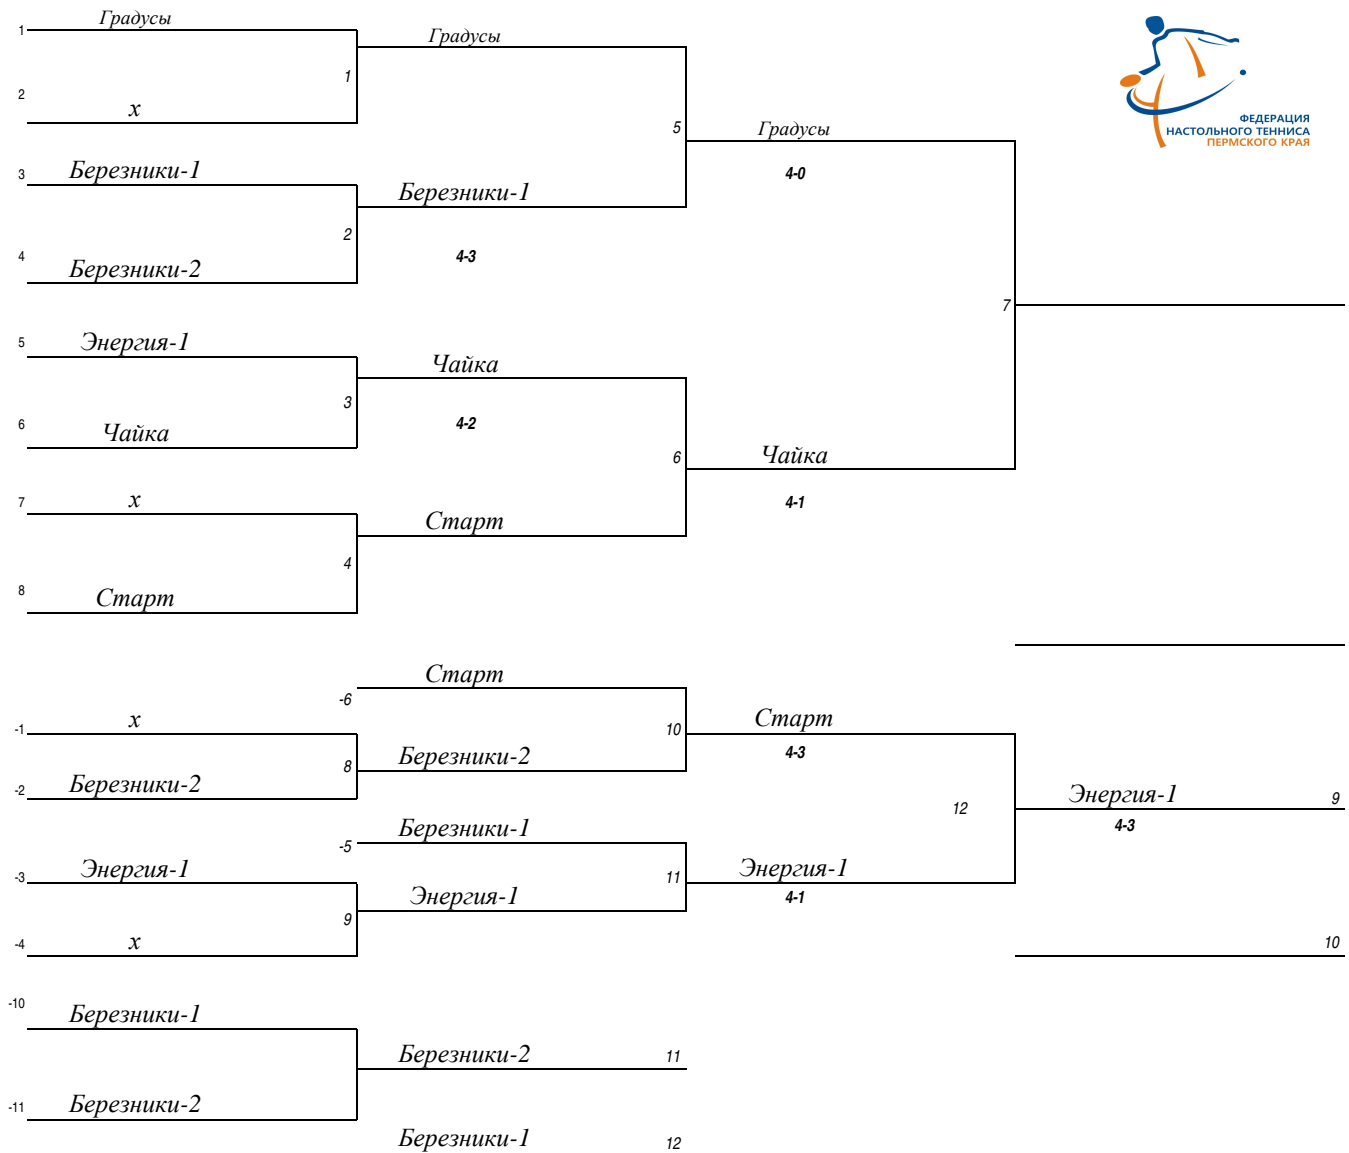 Градусы
1
Градусы
1
2
х
5
Градусы
ФЕДЕРАЦИЯ
НАСТОЛЬНОГО ТЕННИСА
ПЕРМСКОГО КРАЯ
3
Березники-1
4-0
Березники-1
2
4
Березники-2
4-3
7
5
Энергия-1
Чайка
3
6
Чайка
4-2
6
Чайка
7
х
4-1
Старт
4
8
Старт
Старт
-6
-1
х
10
Старт
4-3
8
Березники-2
-2
Березники-2
12
Энергия-1
9
4-3
Березники-1
-5
-3
Энергия-1
11
Энергия-1
4-1
9
Энергия-1
-4
х
10
-10
Березники-1
Березники-2
11
-11
Березники-2
Березники-1
12